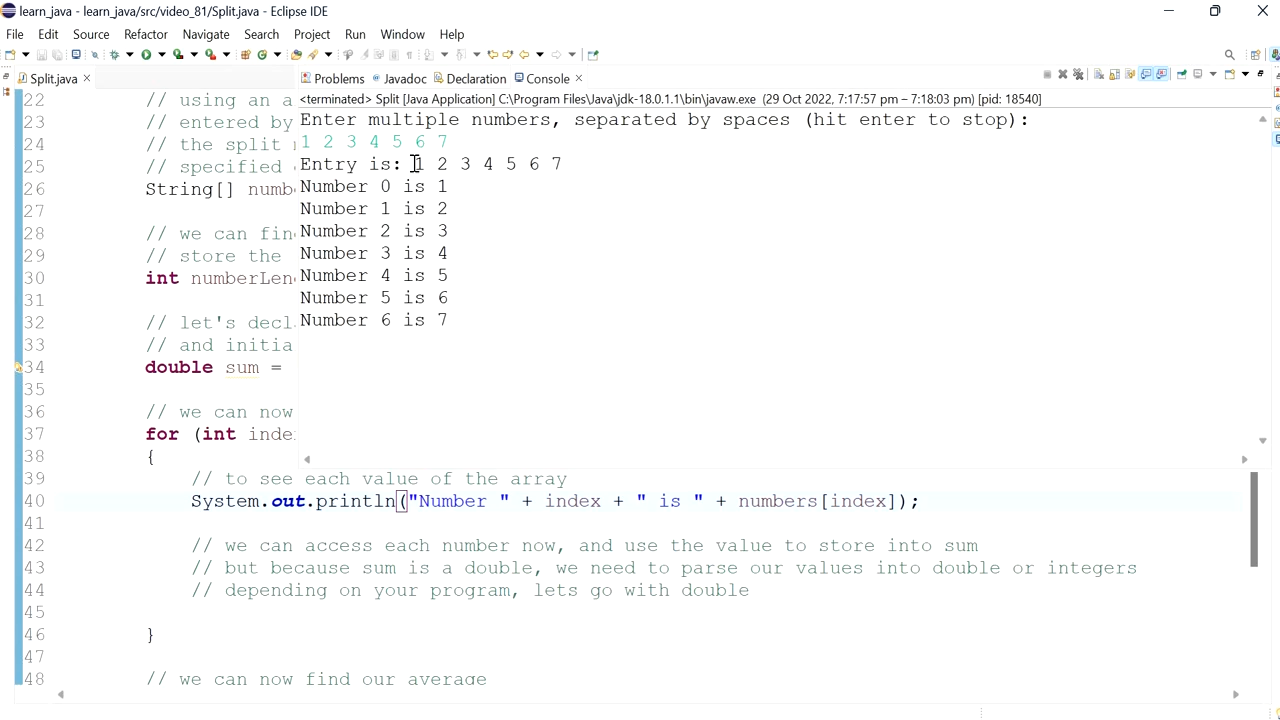 learn_java - learn_java/src/video_81/Split.java - Eclipse IDE
File Edit Source Refactor Navigate Search Project Run Window Help
Split.java
Problems Javadoc Declaration Console
<terminated> Split [Java Application] C:\Program Files\Java\jdk-18.0.1.1\bin\javaw.exe (29 Oct 2022, 7:17:57 pm – 7:18:03 pm) [pid: 18540]
Enter multiple numbers, separated by spaces (hit enter to stop):
1 2 3 4 5 6 7
Entry is: 1 2 3 4 5 6 7
Number 0 is 1
Number 1 is 2
Number 2 is 3
Number 3 is 4
Number 4 is 5
Number 5 is 6
Number 6 is 7
22 // using an a
23 // entered by
24 // the split
25 // specified
26 String[] numb
27
28 // we can fin
29 // store the
30 int numberLen
31
32 // let's decl
33 // and initia
34 double sum =
35
36 // we can now
37 for (int inde
38 {
39 // to see each value of the array
40 System.out.println("Number " + index + " is " + numbers[index]);
41
42 // we can access each number now, and use the value to store into sum
43 // but because sum is a double, we need to parse our values into double or integers
44 // depending on your program, lets go with double
45
46 }
47
48 // we can now find our average